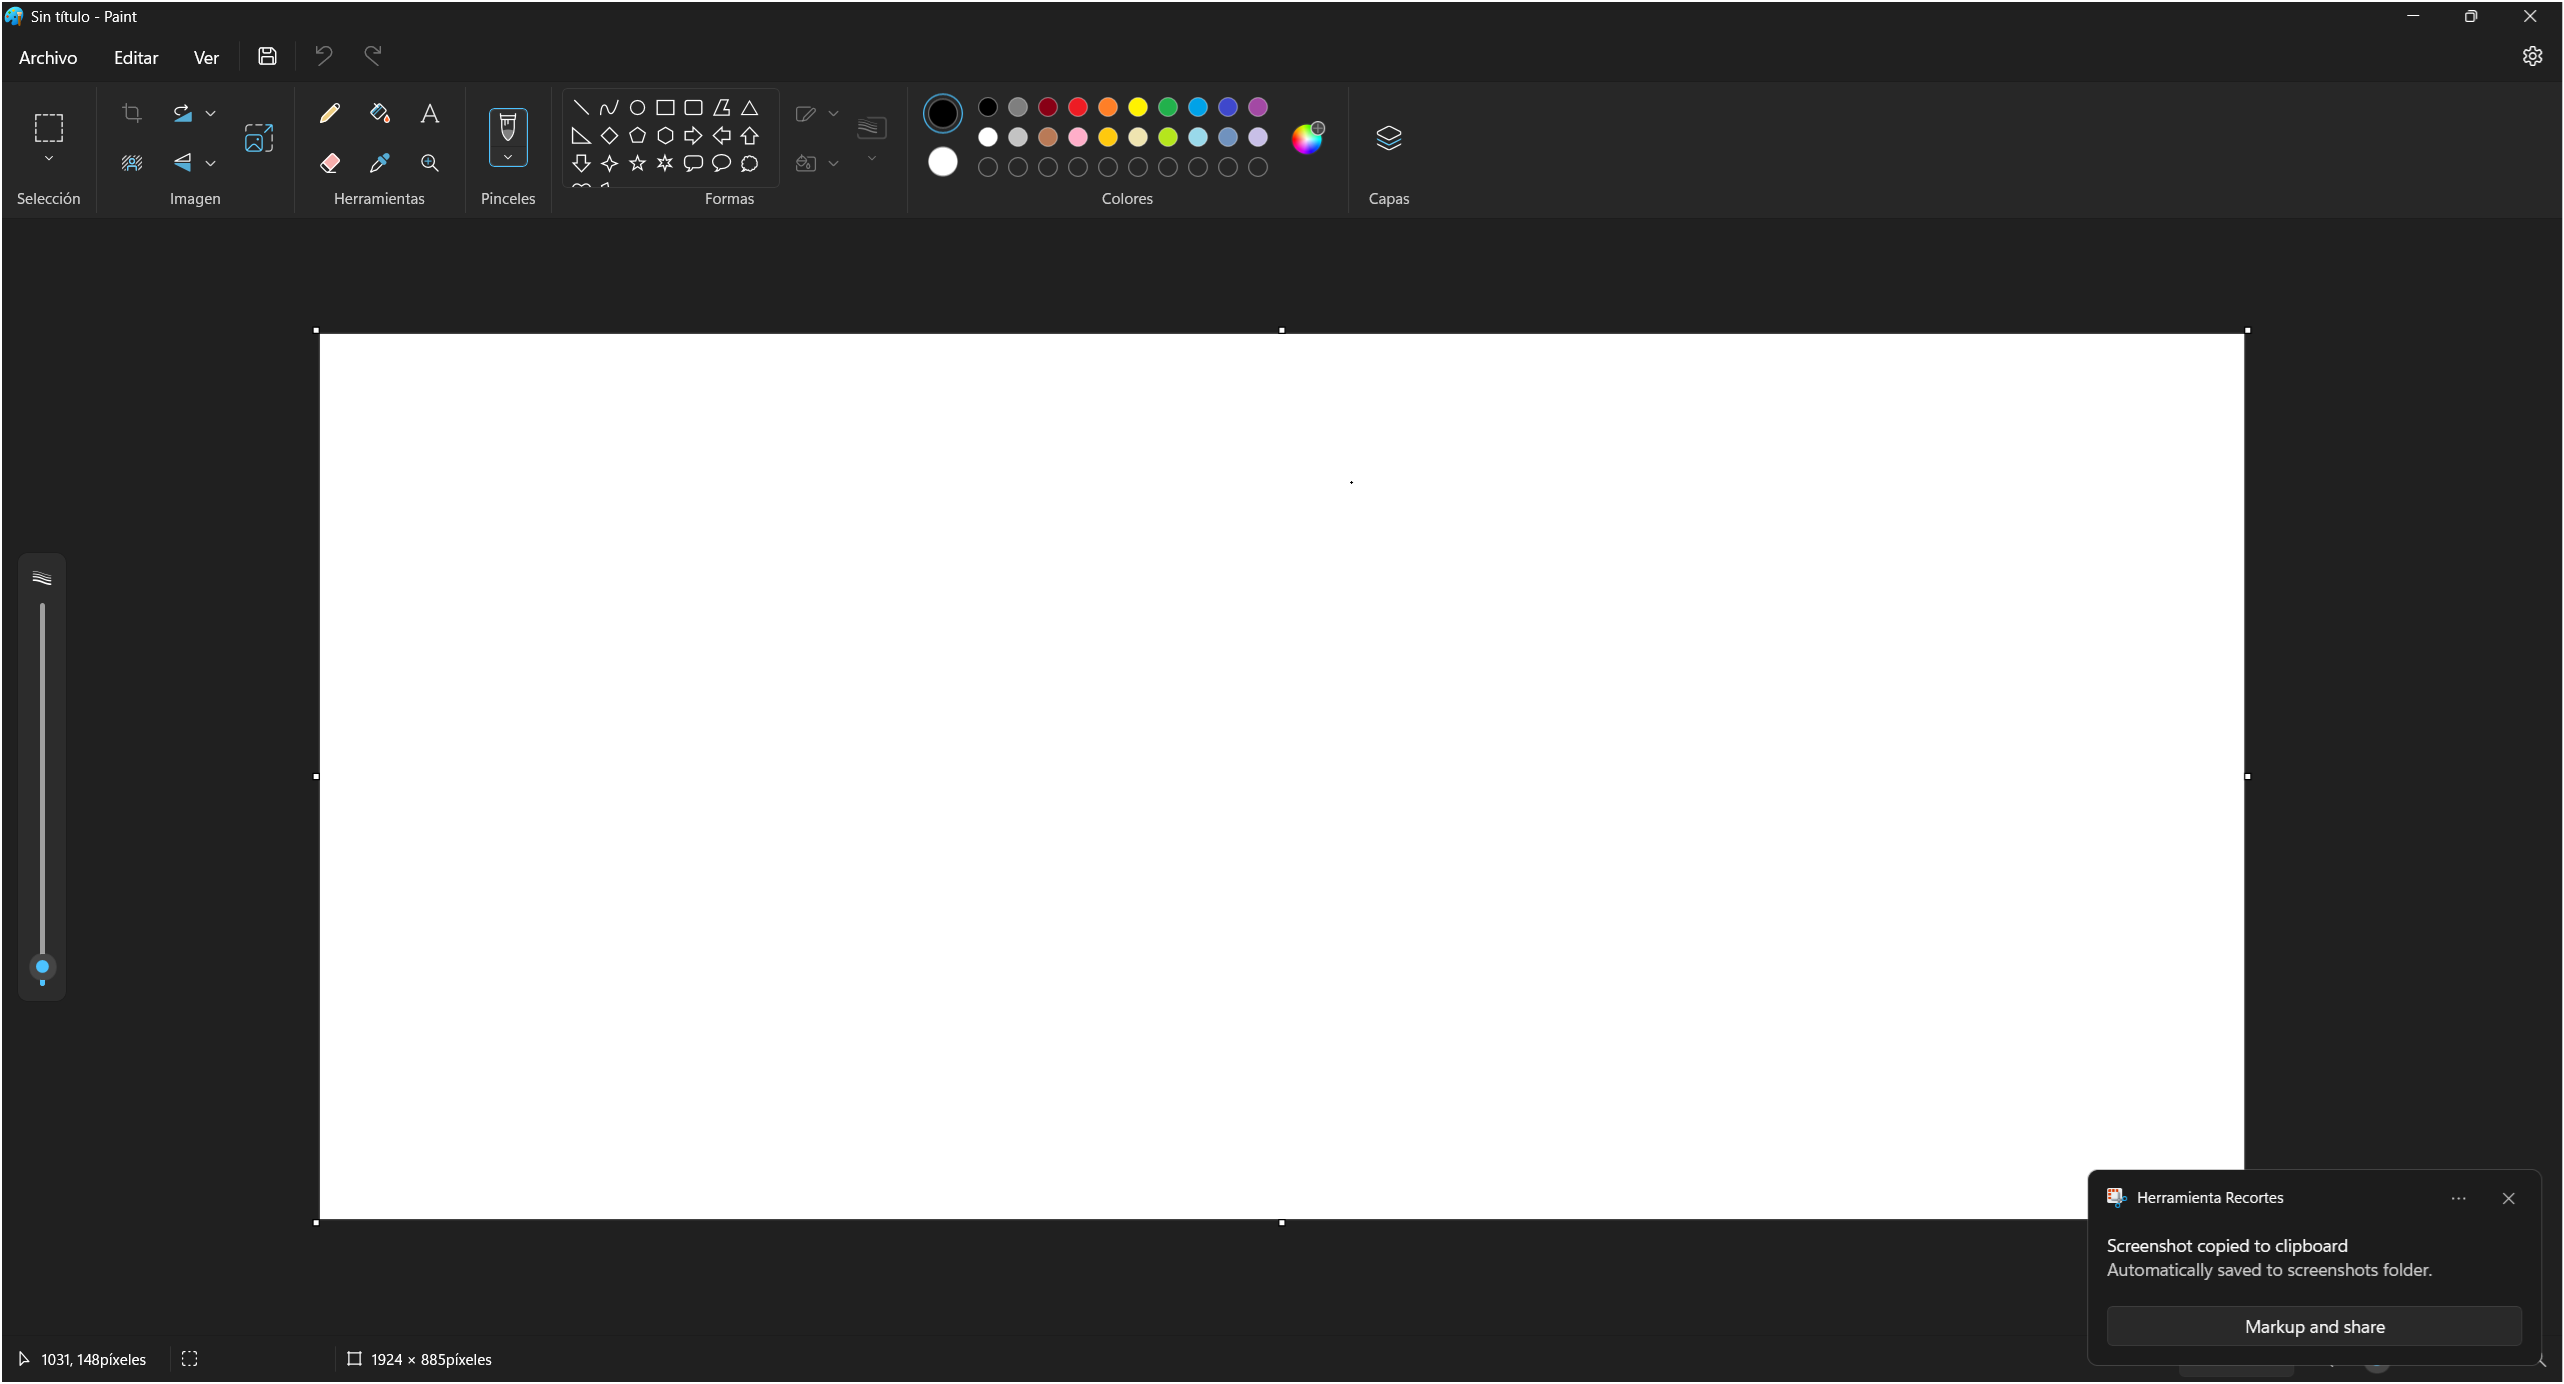 Sin título - Paint
Archivo Editar Ver
Selección Imagen Herramientas Pinceles Formas Colores Capas
Herramienta Recortes
Screenshot copied to clipboard
Automatically saved to screenshots folder.
Markup and share
1031, 148píxeles 1924 × 885píxeles